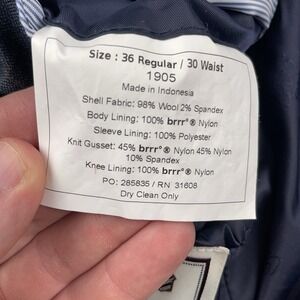 Size : 36 Regular / 30 Waist
1905
Made in Indonesia
Shell Fabric: 98% Wool 2% Spandex
Body Lining: 100% brrr°® Nylon
Sleeve Lining: 100% Polyester
Knit Gusset: 45% brrr°® Nylon 45% Nylon
10% Spandex
Knee Lining: 100% brrr°® Nylon
PO: 285835 / RN 31608
Dry Clean Only